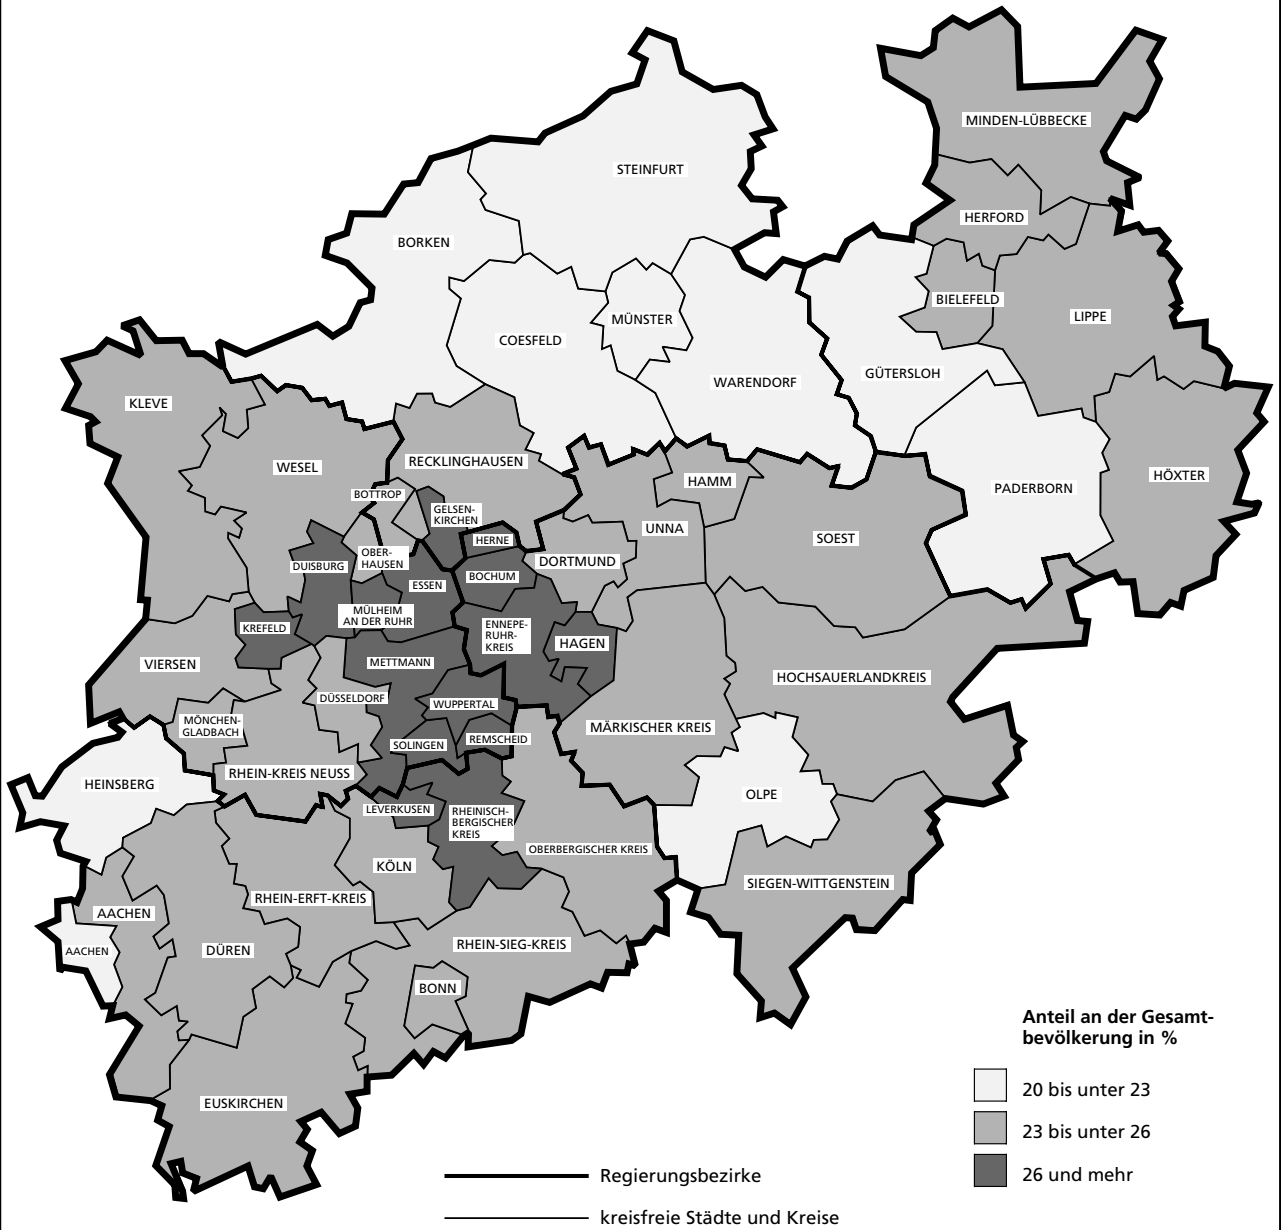 MINDEN-LÜBBECKE
STEINFURT
HERFORD
BORKEN
BIELEFELD
LIPPE
MÜNSTER
COESFELD
GÜTERSLOH
WARENDORF
KLEVE
RECKLINGHAUSEN
WESEL
HÖXTER
HAMM
PADERBORN
BOTTROP
GELSEN-
KIRCHEN
UNNA
SOEST
HERNE
OBER-
HAUSEN
DORTMUND
DUISBURG
BOCHUM
ESSEN
MÜLHEIM
AN DER RUHR
KREFELD
ENNEPE-
RUHR-
KREIS
HAGEN
VIERSEN
METTMANN
HOCHSAUERLANDKREIS
DÜSSELDORF
WUPPERTAL
MÖNCHEN-
GLADBACH
MÄRKISCHER KREIS
SOLINGEN
REMSCHEID
RHEIN-KREIS NEUSS
HEINSBERG
OLPE
LEVERKUSEN
RHEINISCH-
BERGISCHER
KREIS
OBERBERGISCHER KREIS
KÖLN
SIEGEN-WITTGENSTEIN
RHEIN-ERFT-KREIS
AACHEN
AACHEN
DÜREN
RHEIN-SIEG-KREIS
BONN
EUSKIRCHEN
Anteil an der Gesamt-
bevölkerung in %
20 bis unter 23
23 bis unter 26
26 und mehr
Regierungsbezirke
kreisfreie Städte und Kreise